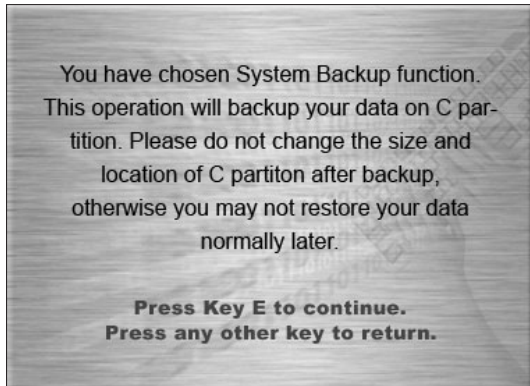 You have chosen System Backup function.
This operation will backup your data on C par-
tition. Please do not change the size and
location of C partiton after backup,
otherwise you may not restore your data
normally later.
Press Key E to continue.
Press any other key to return.